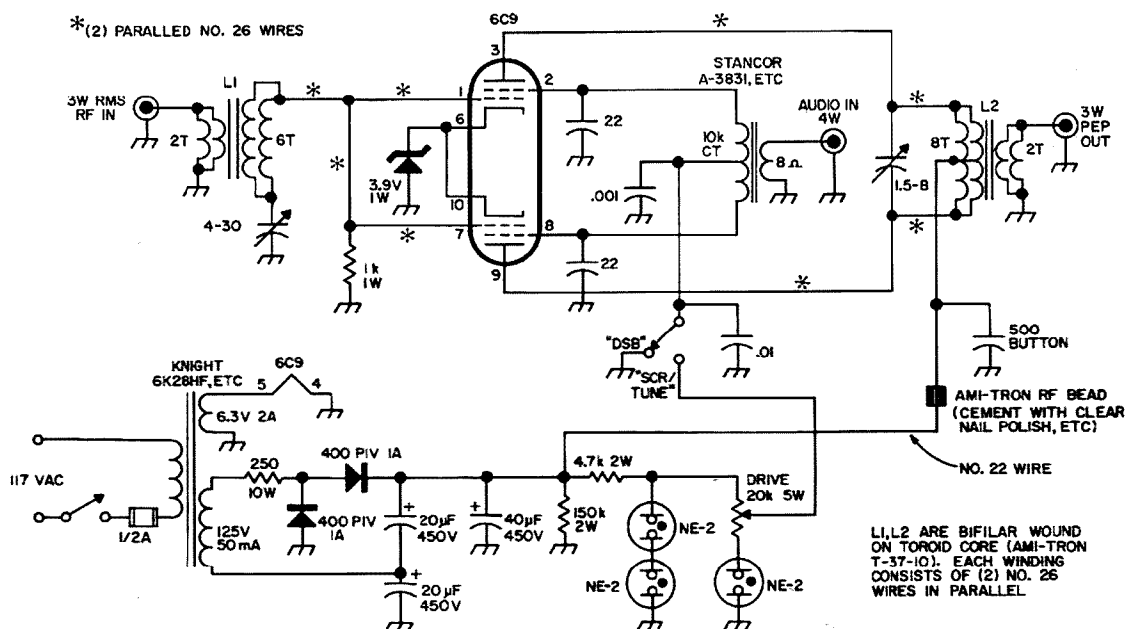 *(2) PARALLED NO. 26 WIRES
6C9
3
STANCOR
A-3831, ETC
L1
*
*
1
2
*
L2
3W RMS
RF IN
2T
6T
*
6
22
10k
CT
AUDIO IN
4W
8Ω
8T
2T
3W
PEP
OUT
3.9V
1W
.001
1.5-8
4-30
10
*
7
8
*
1k
1W
9
22
*
"DSB"
.01
500
BUTTON
"SCR/
TUNE"
KNIGHT
6K28HF, ETC
6C9
5
4
6.3V 2A
AMI-TRON RF BEAD
(CEMENT WITH CLEAR
NAIL POLISH, ETC)
117 VAC
250
10W
400 PIV 1A
4.7k 2W
NO. 22 WIRE
DRIVE
20k 5W
1/2A
125V
50mA
400 PIV
1A
+
20µF
450V
+
40µF
450V
150k
2W
NE-2
L1, L2 ARE BIFILAR WOUND
ON TOROID CORE (AMI-TRON
T-37-10). EACH WINDING
CONSISTS OF (2) NO. 26
WIRES IN PARALLEL
+
20µF
450V
NE-2
NE-2